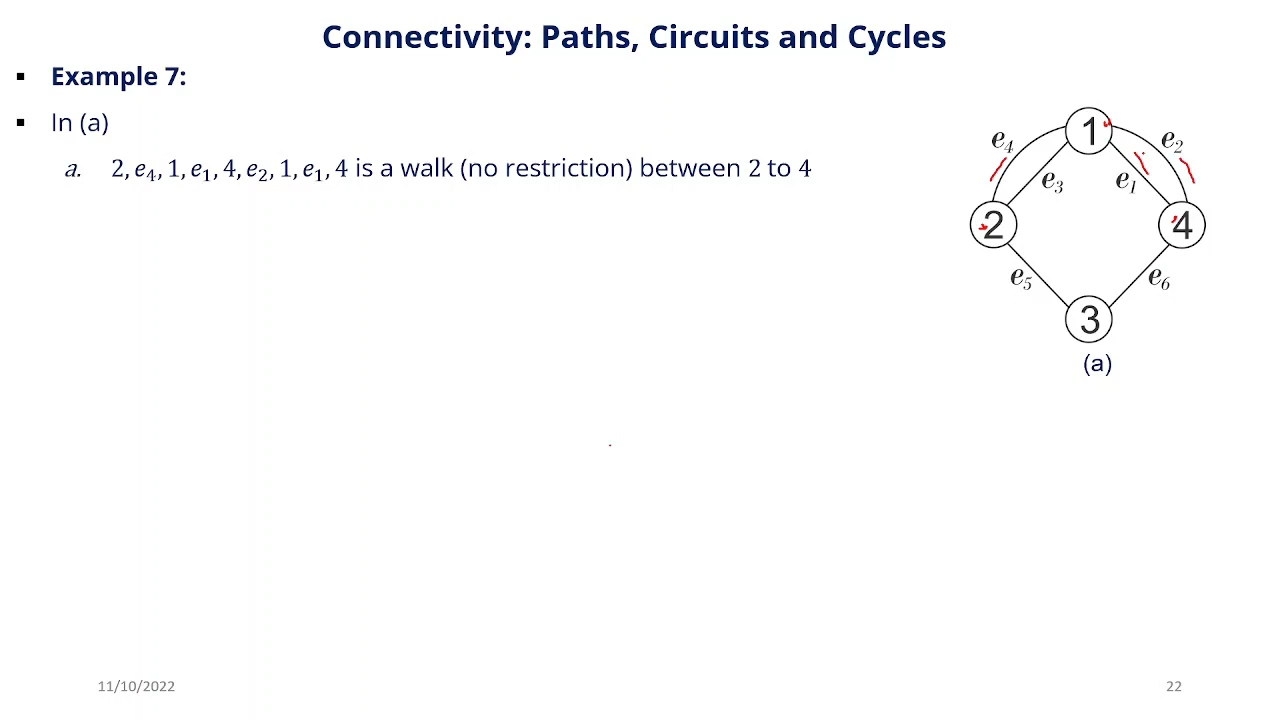 Connectivity: Paths, Circuits and Cycles
▪ Example 7:
▪ In (a)
a. 2, e₄, 1, e₁, 4, e₂, 1, e₁, 4 is a walk (no restriction) between 2 to 4
1
e₄
e₂
e₃
e₁
2
4
e₅
e₆
3
(a)
11/10/2022
22